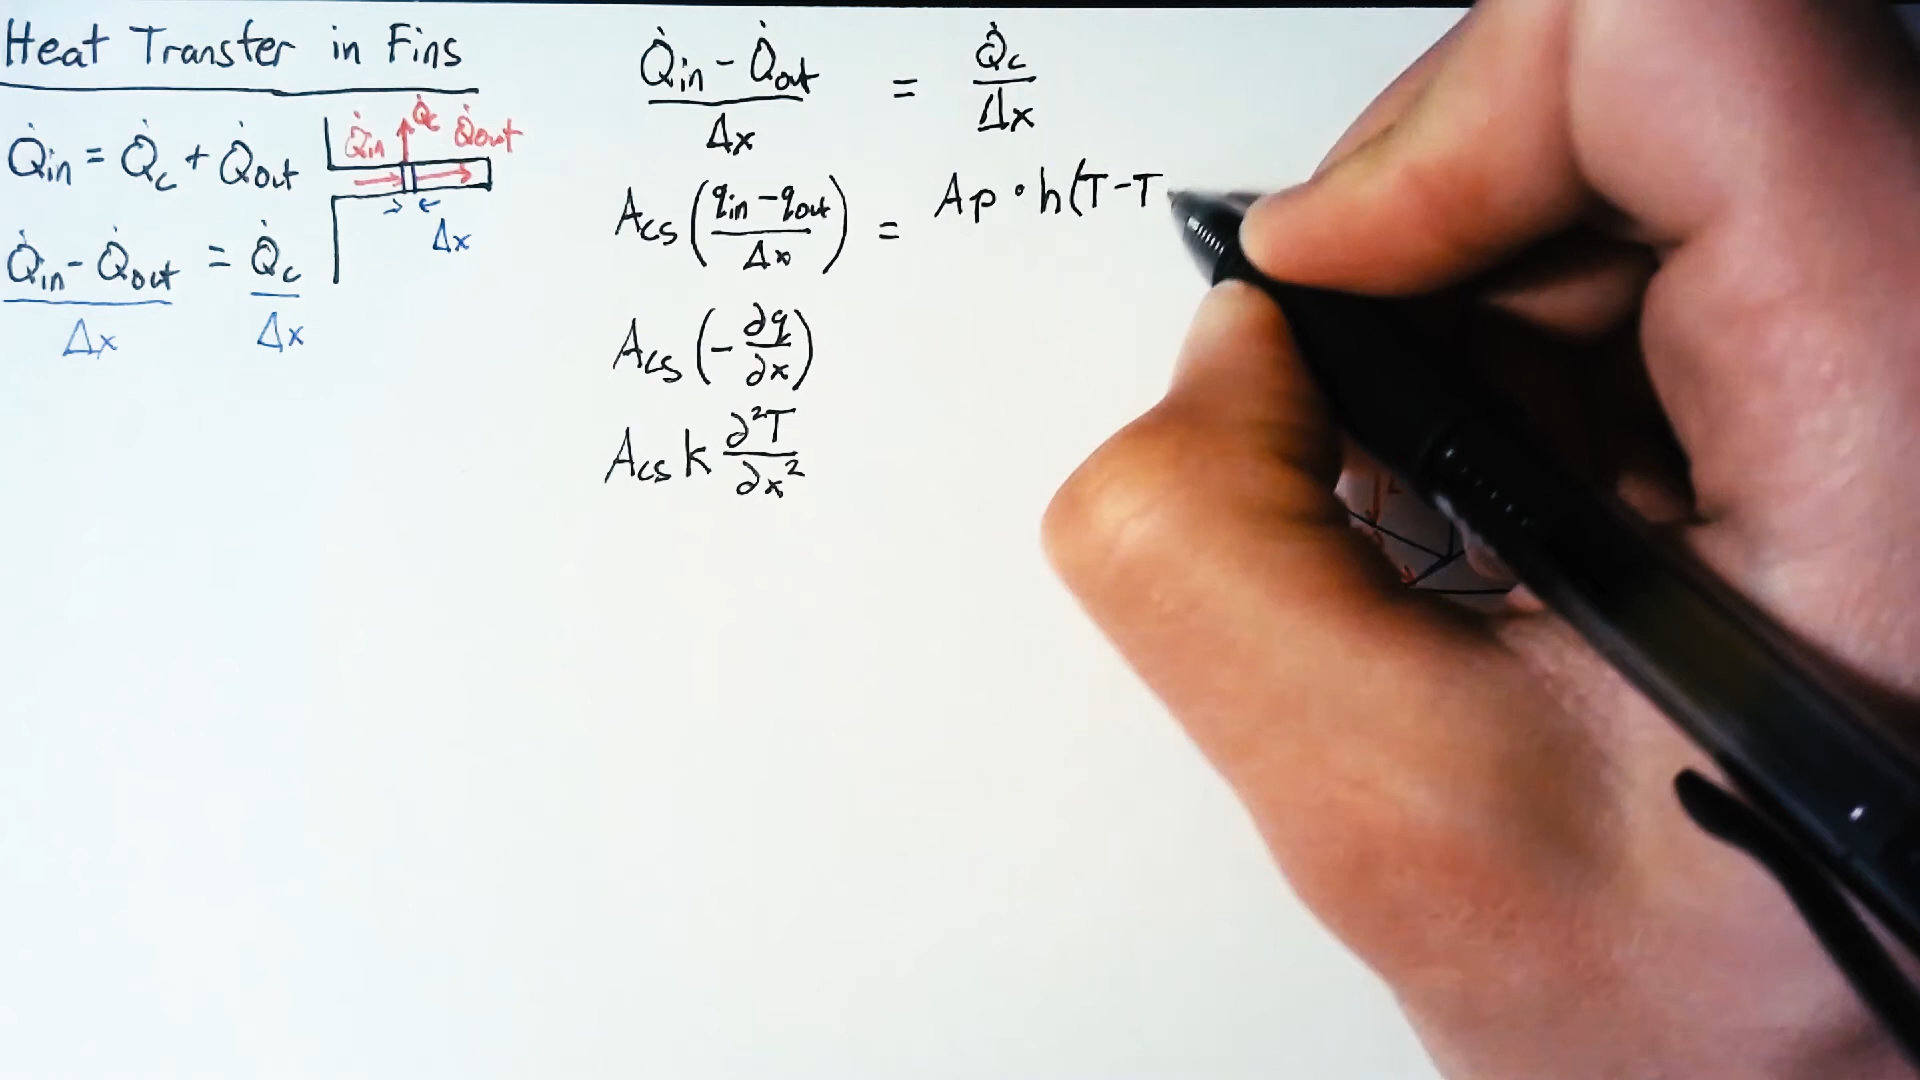 Heat Transfer in Fins
Q̇in = Q̇c + Q̇out
Q̇in Q̇c Q̇out
Δx
Q̇in - Q̇out = Q̇c
Δx Δx
Q̇in - Q̇out = Q̇c
Δx Δx
Acs (qin - qout / Δx) = Ap · h(T-T
Acs (- ∂q/∂x)
Acs k ∂²T/∂x²